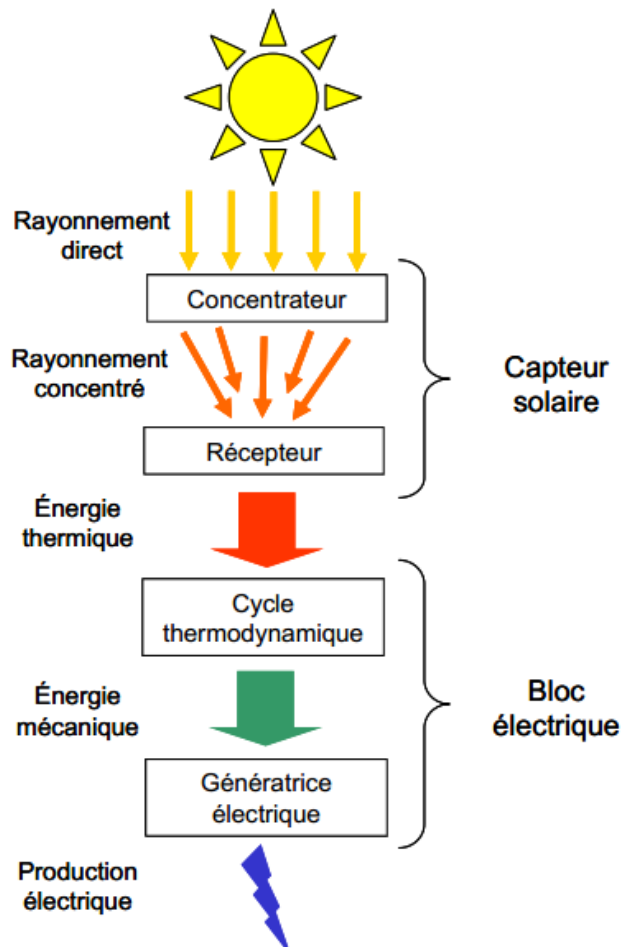 Rayonnement
direct
Concentrateur
Rayonnement
concentré
Capteur
solaire
Récepteur
Énergie
thermique
Cycle
thermodynamique
Énergie
mécanique
Bloc
électrique
Génératrice
électrique
Production
électrique